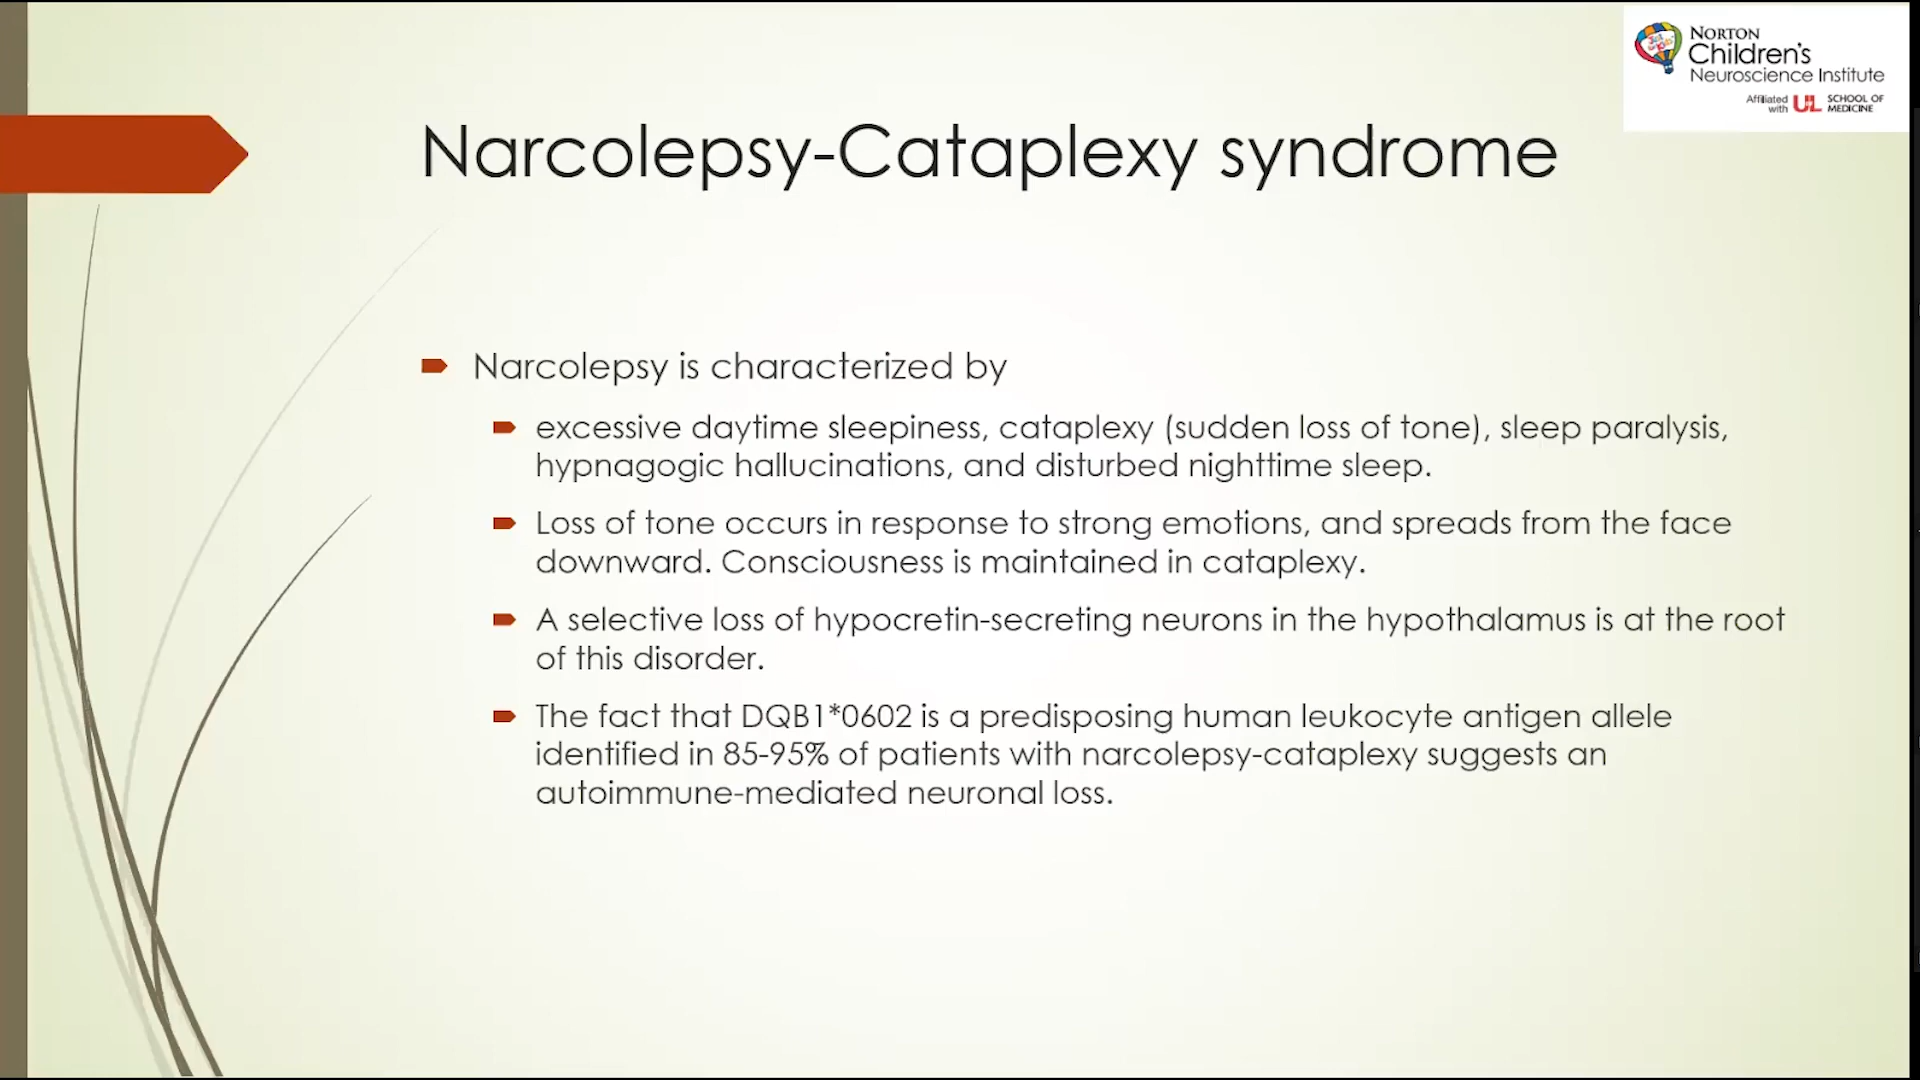 NORTON
Children's
Neuroscience Institute
Affiliated with UL SCHOOL OF MEDICINE
Just for Kids
Narcolepsy-Cataplexy syndrome
Narcolepsy is characterized by
excessive daytime sleepiness, cataplexy (sudden loss of tone), sleep paralysis,
hypnagogic hallucinations, and disturbed nighttime sleep.
Loss of tone occurs in response to strong emotions, and spreads from the face
downward. Consciousness is maintained in cataplexy.
A selective loss of hypocretin-secreting neurons in the hypothalamus is at the root
of this disorder.
The fact that DQB1*0602 is a predisposing human leukocyte antigen allele
identified in 85-95% of patients with narcolepsy-cataplexy suggests an
autoimmune-mediated neuronal loss.